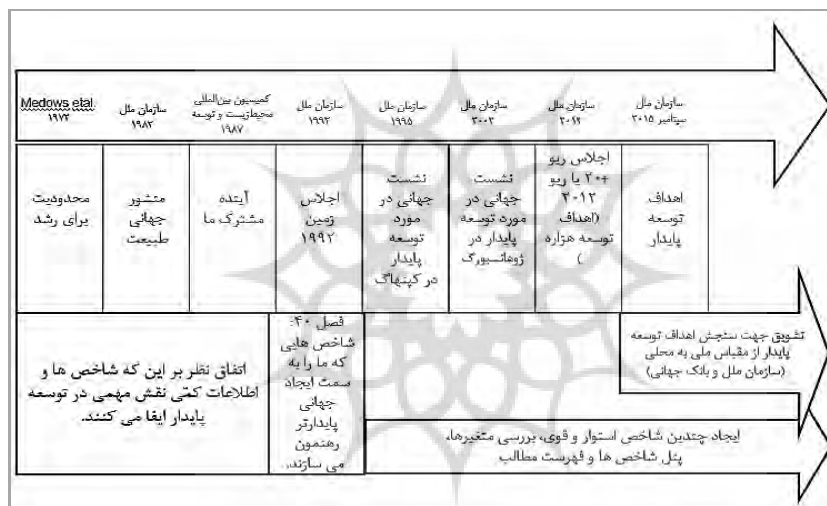 Medows etal.
۱۹۷۲
سازمان ملل
۱۹۸۲
کمیسیون بین‌المللی
محیط‌زیست و توسعه
۱۹۸۷
سازمان ملل
۱۹۹۲
سازمان ملل
۱۹۹۵
سازمان ملل
۲۰۰۲
سازمان ملل
۲۰۱۲
سازمان ملل
سپتامبر ۲۰۱۵
محدودیت
برای رشد
منشور
جهانی
طبیعت
آینده
مشترک ما
اجلاس
زمین
۱۹۹۲
نشست
جهانی در
مورد
توسعه
پایدار
در کپنهاگ
نشست
جهانی در
مورد توسعه
پایدار در
ژوهانسبورگ
اجلاس ریو
۲۰+ یا ریو
۲۰۱۲
(اهداف
توسعه هزاره
)
اهداف
توسعه
پایدار
اتفاق نظر بر این که شاخص ها و
اطلاعات کمی نقش مهمی در توسعه
پایدار ایفا می کنند.
فصل ۴۰:
شاخص هایی
که ما را به
سمت ایجاد
جهانی
پایدارتر
رهنمون
می سازند.
تشویق جهت سنجش اهداف توسعه
پایدار از مقیاس ملی به محلی
(سازمان ملل و بانک جهانی)
ایجاد چندین شاخص استوار و قوی، بررسی متغیرها،
پنل شاخص ها و فهرست مطالب